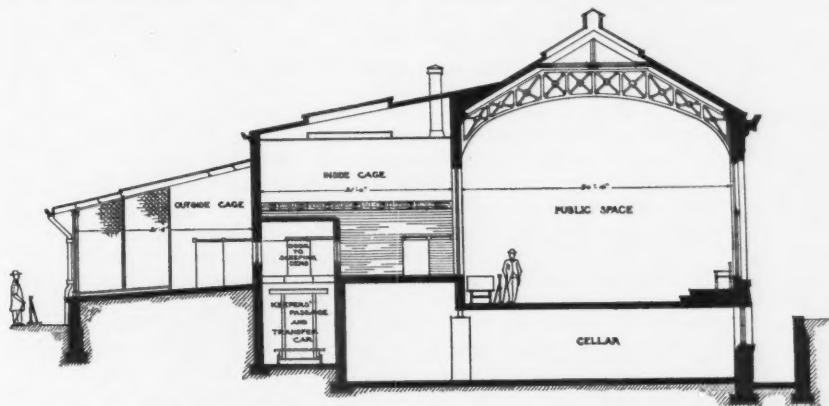 OUTSIDE CAGE
INSIDE CAGE
PUBLIC SPACE
DOOR
TO
SLEEPING
DENS
KEEPERS'
PASSAGE
AND
TRANSFER
CAR
CELLAR